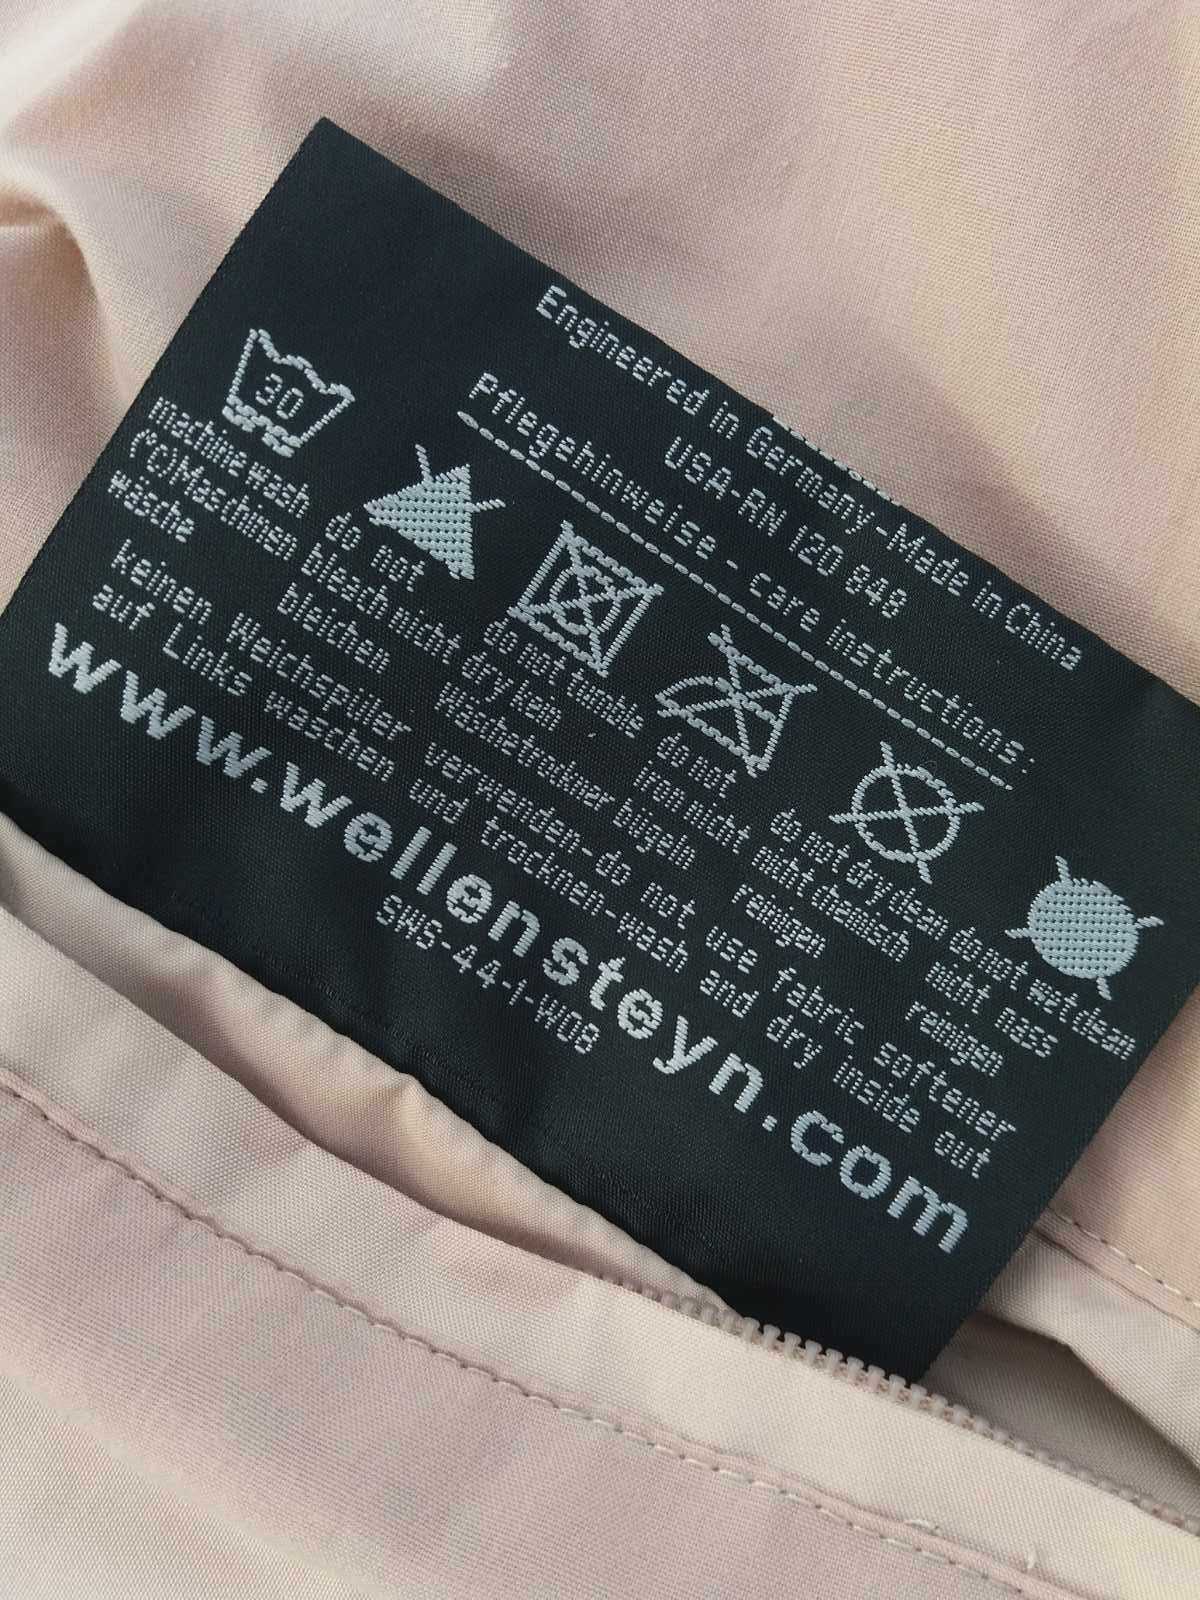 Engineered in Germany-Made in China
USA-RN 120 849
Pflegehinweise - care instructions:
30
machine wash
(°C)Maschinen
wäsche
do not
bleach nicht
bleichen
do not tumble
dry kein
Wäschetrockner
do not
iron nicht
bügeln
do not dry clean
nicht chemisch
reinigen
do not wet clean
nicht nass
reinigen
keinen Weichspüler verwenden-do not use fabric softener
auf Links waschen und trocknen-wash and dry inside out
www.wellensteyn.com
SWS-44-1-W08